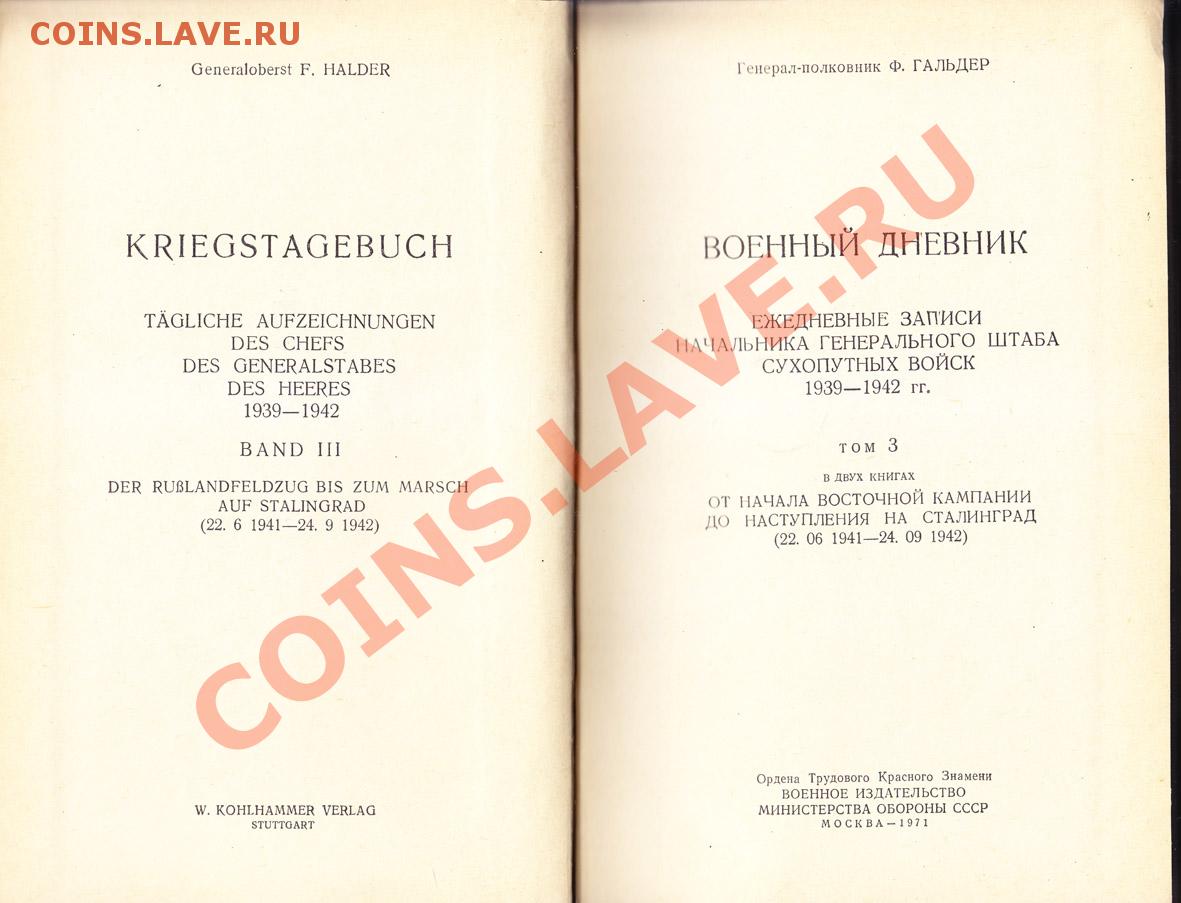 COINS.LAVE.RU
Generaloberst F. HALDER
KRIEGSTAGEBUCH
TÄGLICHE AUFZEICHNUNGEN
DES CHEFS
DES GENERALSTABES
DES HEERES
1939—1942
BAND III
DER RUßLANDFELDZUG BIS ZUM MARSCH
AUF STALINGRAD
(22. 6 1941—24. 9 1942)
W. KOHLHAMMER VERLAG
STUTTGART
Генерал-полковник Ф. ГАЛЬДЕР
ВОЕННЫЙ ДНЕВНИК
ЕЖЕДНЕВНЫЕ ЗАПИСИ
НАЧАЛЬНИКА ГЕНЕРАЛЬНОГО ШТАБА
СУХОПУТНЫХ ВОЙСК
1939—1942 гг.
том 3
В ДВУХ КНИГАХ
ОТ НАЧАЛА ВОСТОЧНОЙ КАМПАНИИ
ДО НАСТУПЛЕНИЯ НА СТАЛИНГРАД
(22. 06 1941—24. 09 1942)
Ордена Трудового Красного Знамени
ВОЕННОЕ ИЗДАТЕЛЬСТВО
МИНИСТЕРСТВА ОБОРОНЫ СССР
МОСКВА—1971
COINS.LAVE.RU